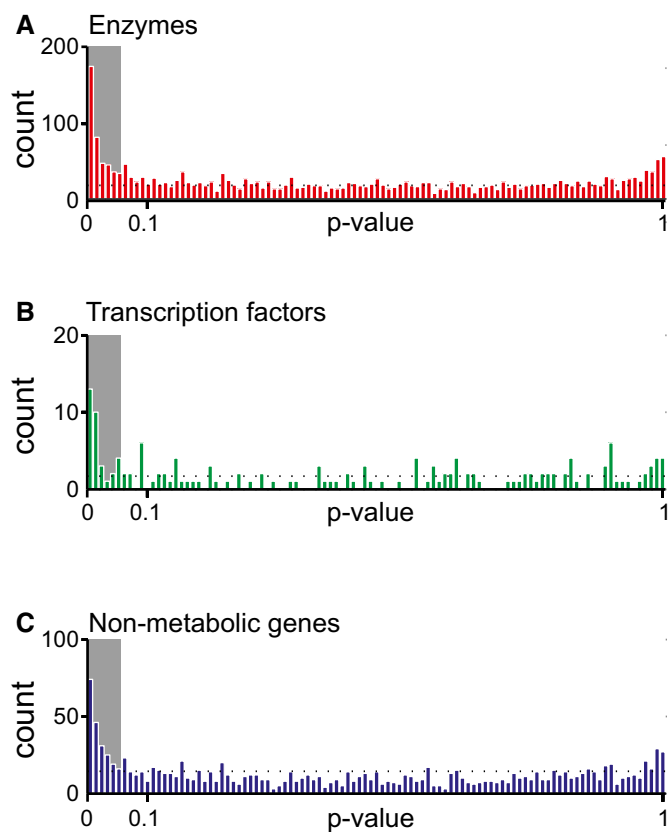 A Enzymes
200
100
0
count
0 0.1 p-value 1
B Transcription factors
20
10
0
count
0 0.1 p-value 1
C Non-metabolic genes
100
50
0
count
0 0.1 p-value 1